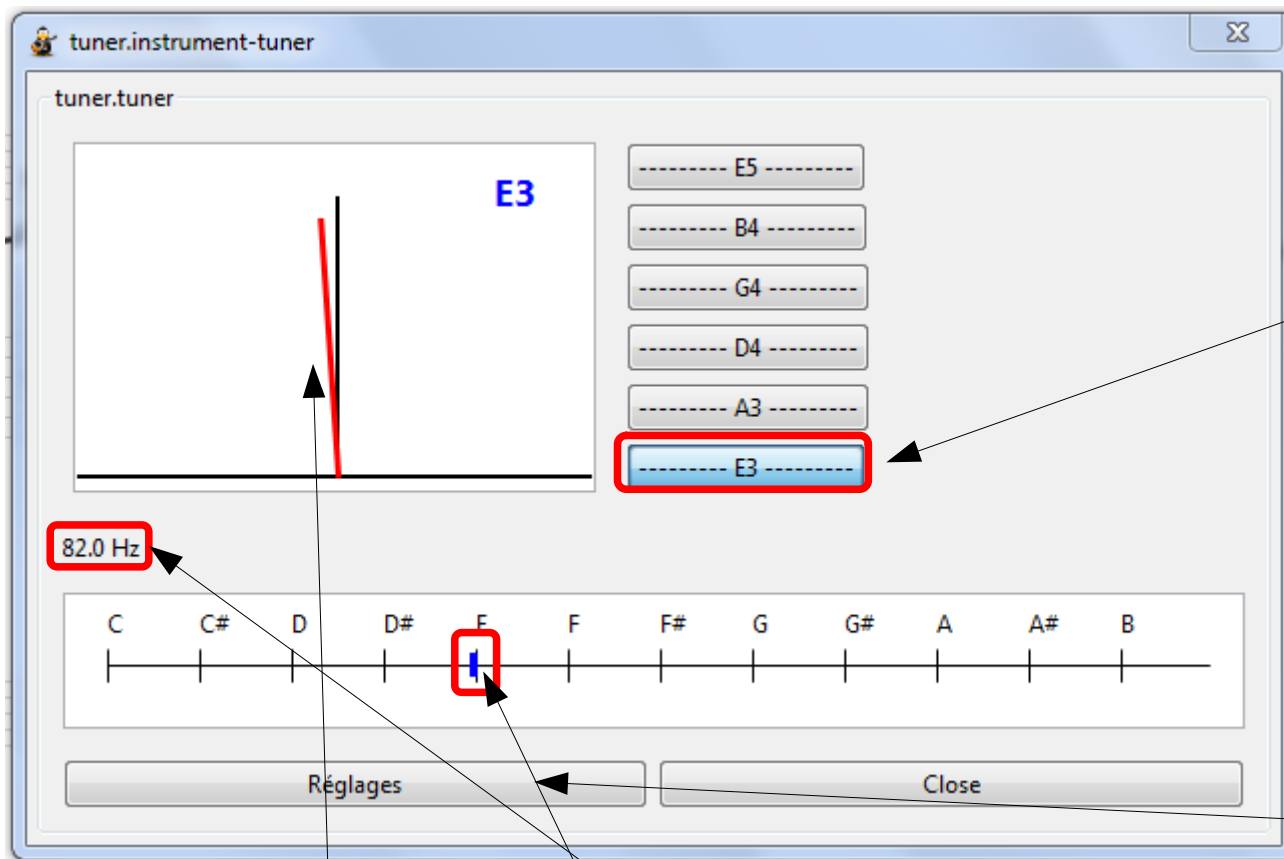 tuner.instrument-tuner
tuner.tuner
E3
--------- E5 ---------
--------- B4 ---------
--------- G4 ---------
--------- D4 ---------
--------- A3 ---------
--------- E3 ---------
82.0 Hz
C C# D D# E F F# G G# A A# B
Réglages Close